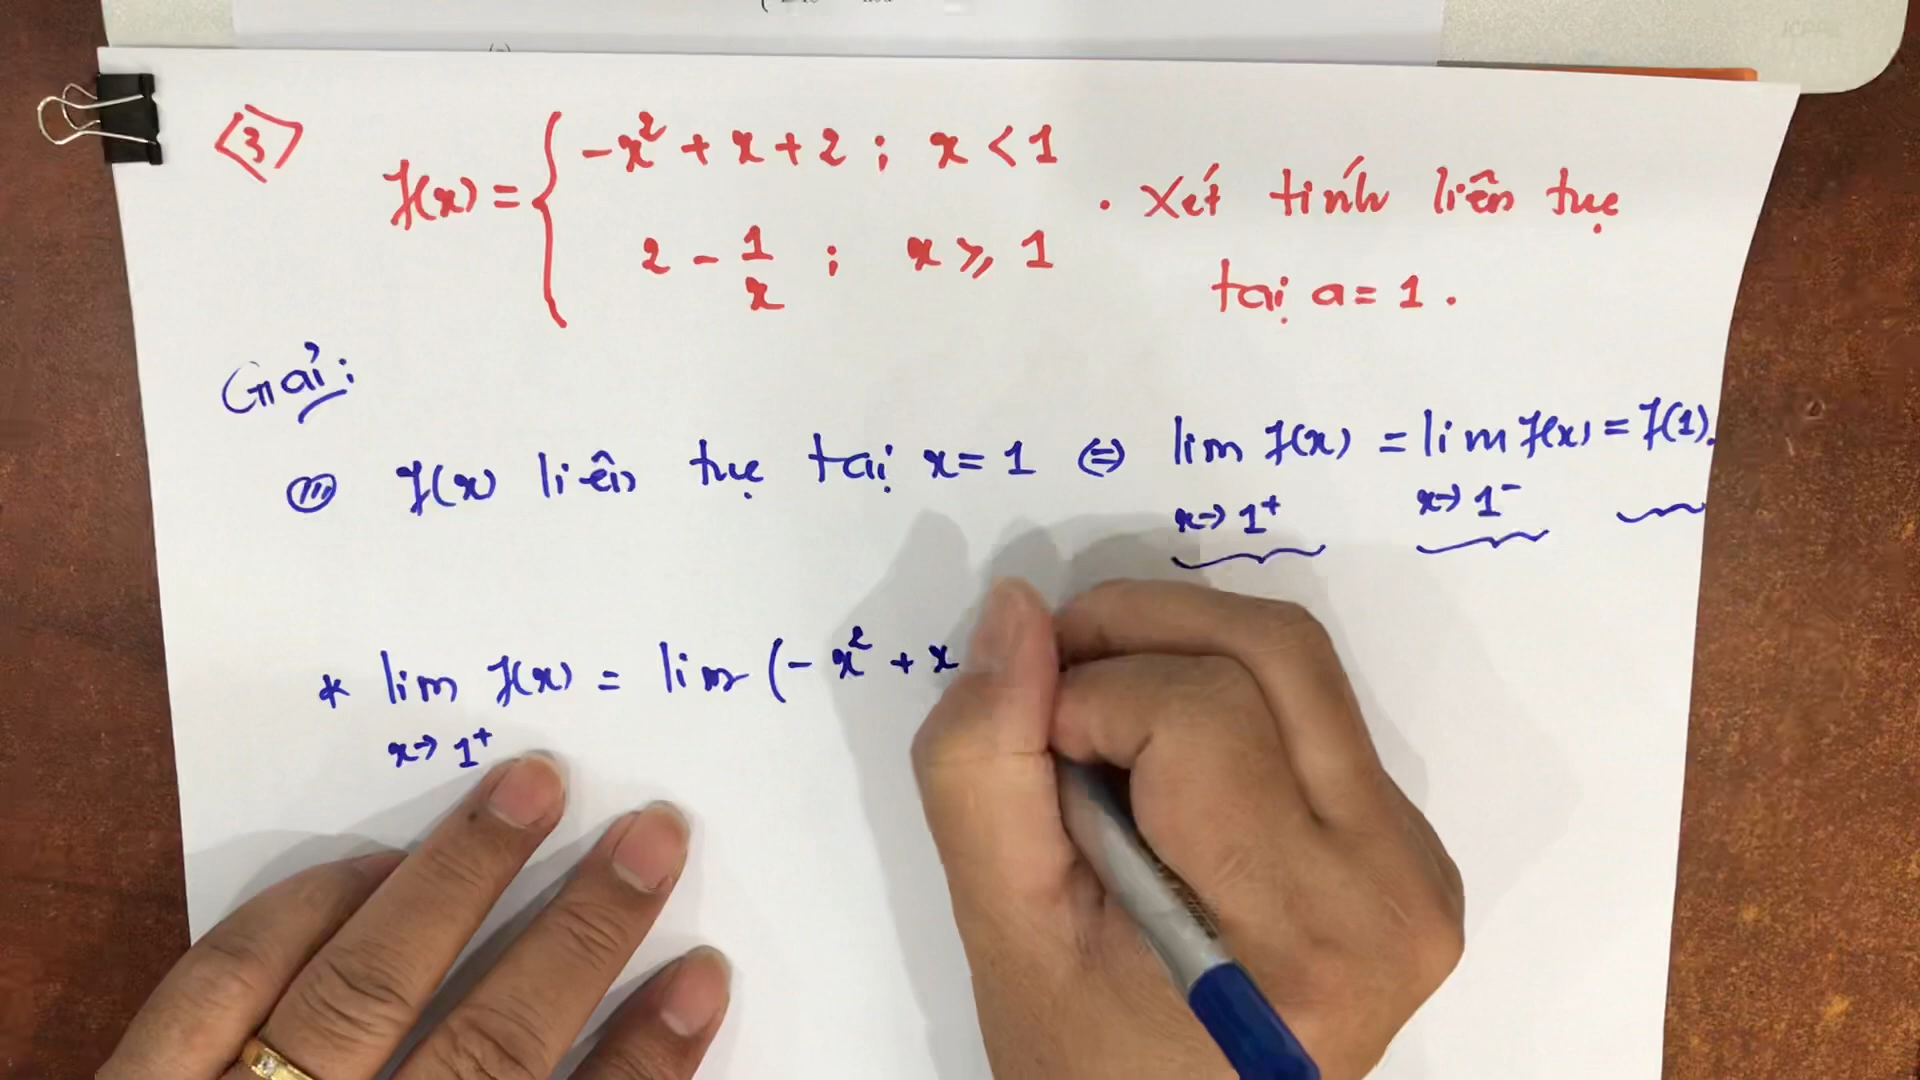 3
f(x) = { -x² + x + 2 ; x < 1
2 - 1/x ; x ⩾ 1
. Xét tính liên tục
tại a = 1 .
Giải:
(III) f(x) liên tục tại x = 1 ⇔ lim f(x) = lim f(x) = f(1).
x→1⁺ x→1⁻
* lim f(x) = lim (- x² + x
x→1⁺